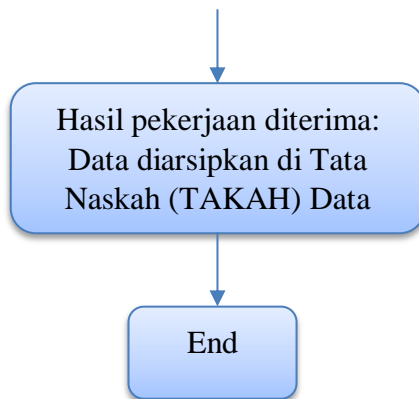 Hasil pekerjaan diterima:
Data diarsipkan di Tata
Naskah (TAKAH) Data
End